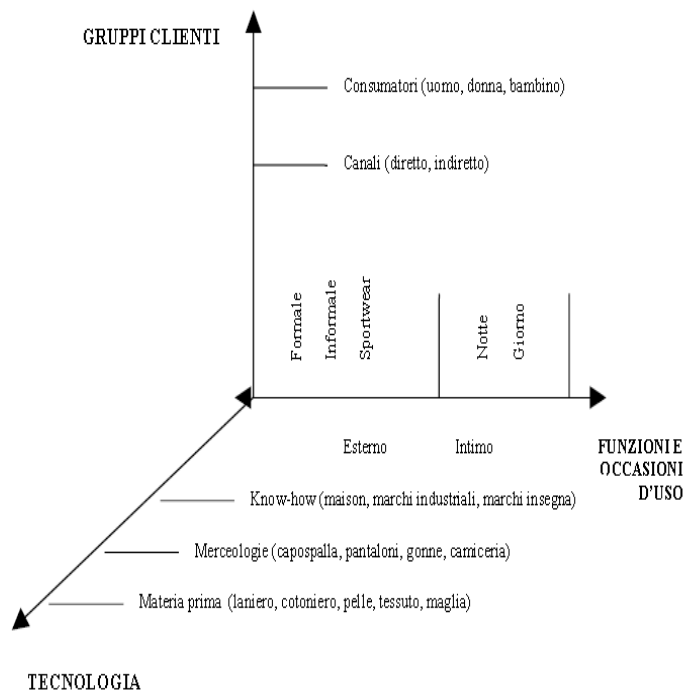 GRUPPI CLIENTI
Consumatori (uomo, donna, bambino)
Canali (diretto, indiretto)
Formale
Informale
Sportwear
Notte
Giorno
Esterno
Intimo
FUNZIONI E
OCCASIONI
D'USO
Know-how (maison, marchi industriali, marchi insegna)
Merceologie (capospalla, pantaloni, gonne, camiceria)
Materia prima (laniero, cotoniero, pelle, tessuto, maglia)
TECNOLOGIA